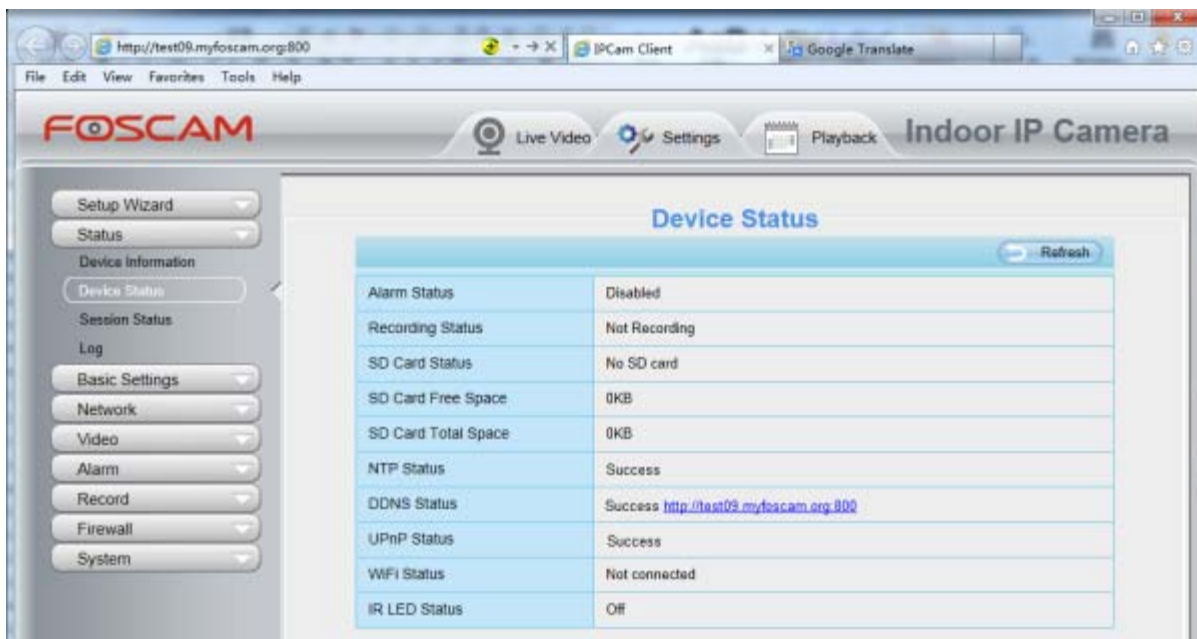 http://test09.myfoscam.org:800
IPCam Client
Google Translate
File Edit View Favorites Tools Help
FOSCAM
Live Video
Settings
Playback
Indoor IP Camera
Setup Wizard
Status
Device Information
Device Status
Session Status
Log
Basic Settings
Network
Video
Alarm
Record
Firewall
System
Device Status
Refresh
Alarm Status Disabled
Recording Status Not Recording
SD Card Status No SD card
SD Card Free Space 0KB
SD Card Total Space 0KB
NTP Status Success
DDNS Status Success http://test09.myfoscam.org:800
UPnP Status Success
WiFi Status Not connected
IR LED Status Off